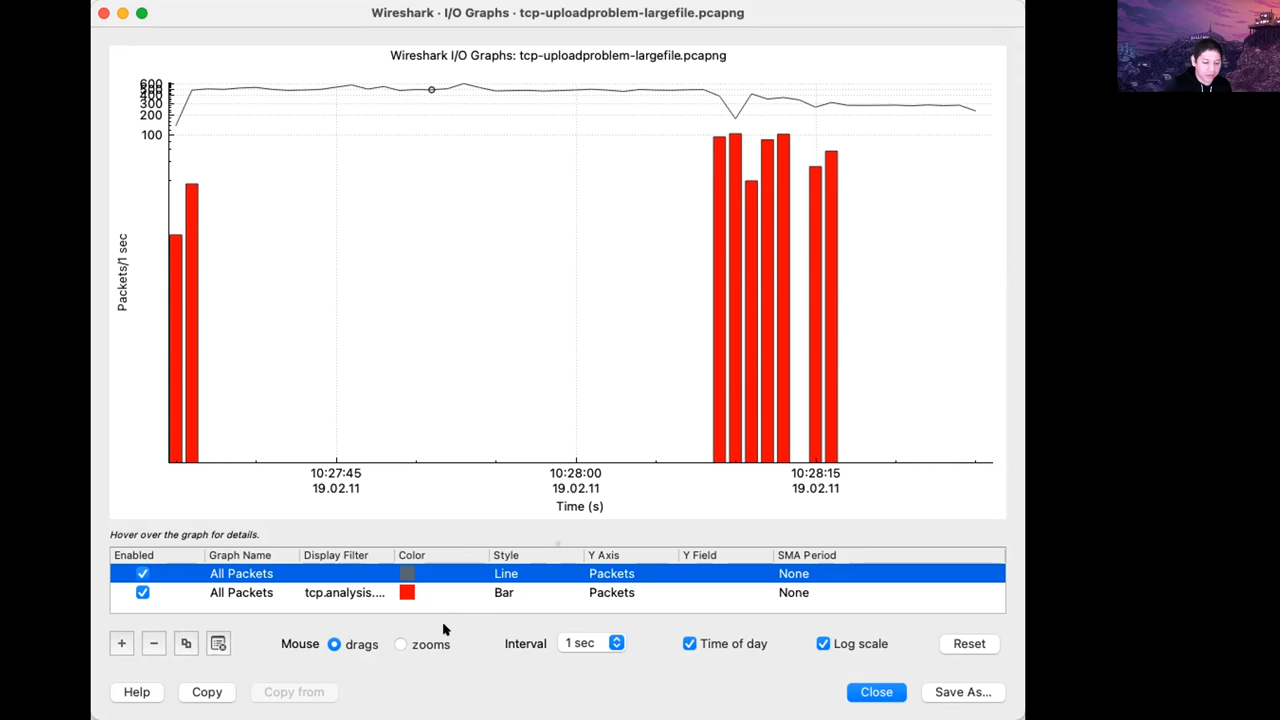 Wireshark · I/O Graphs · tcp-uploadproblem-largefile.pcapng
Wireshark I/O Graphs: tcp-uploadproblem-largefile.pcapng
600
300
200
100
Packets/1 sec
10:27:45 10:28:00 10:28:15
19.02.11 19.02.11 19.02.11
Time (s)
Hover over the graph for details.
Enabled Graph Name Display Filter Color Style Y Axis Y Field SMA Period
All Packets Line Packets None
All Packets tcp.analysis.... Bar Packets None
+ − Mouse drags zooms Interval 1 sec Time of day Log scale Reset
Help Copy Copy from Close Save As...